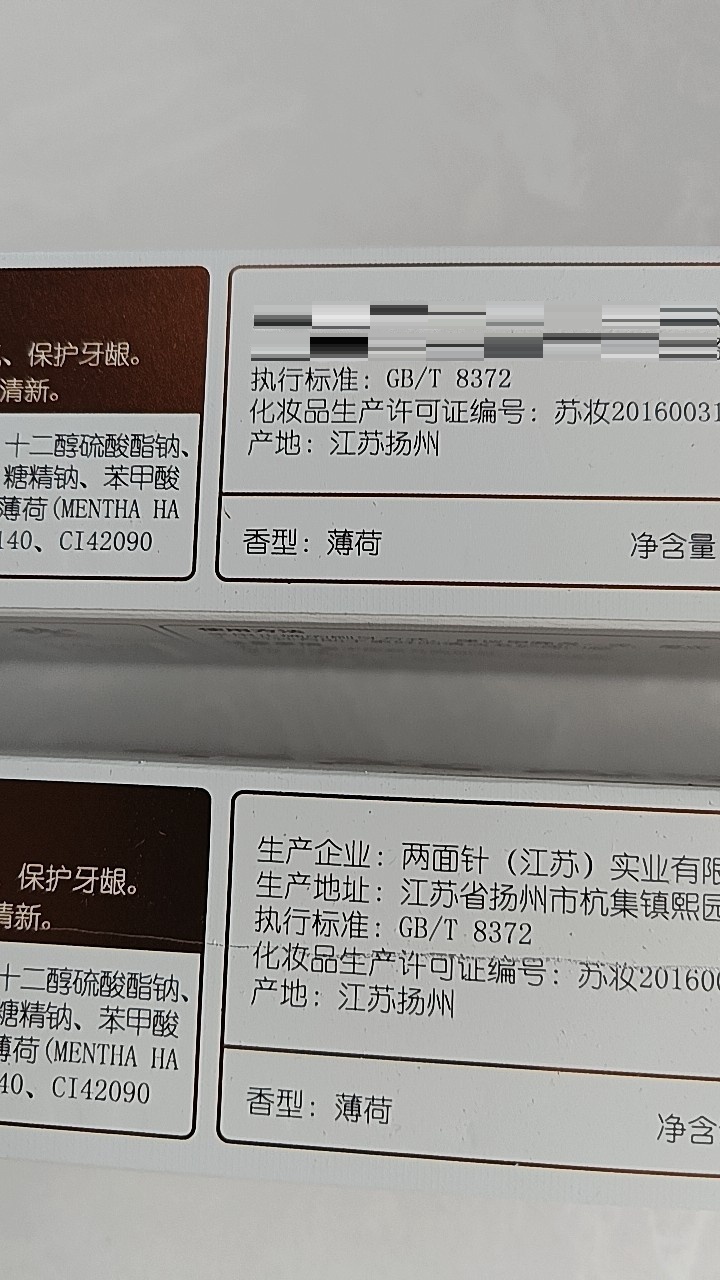 、保护牙龈。
清新。
十二醇硫酸酯钠、
糖精钠、苯甲酸
薄荷(MENTHA HA
140、CI42090
执行标准：GB/T 8372
化妆品生产许可证编号：苏妆20160031
产地：江苏扬州
香型：薄荷
净含量
保护牙龈。
清新。
十二醇硫酸酯钠、
糖精钠、苯甲酸
薄荷(MENTHA HA
40、CI42090
生产企业：两面针（江苏）实业有限
生产地址：江苏省扬州市杭集镇熙园
执行标准：GB/T 8372
化妆品生产许可证编号：苏妆201600
产地：江苏扬州
香型：薄荷
净含